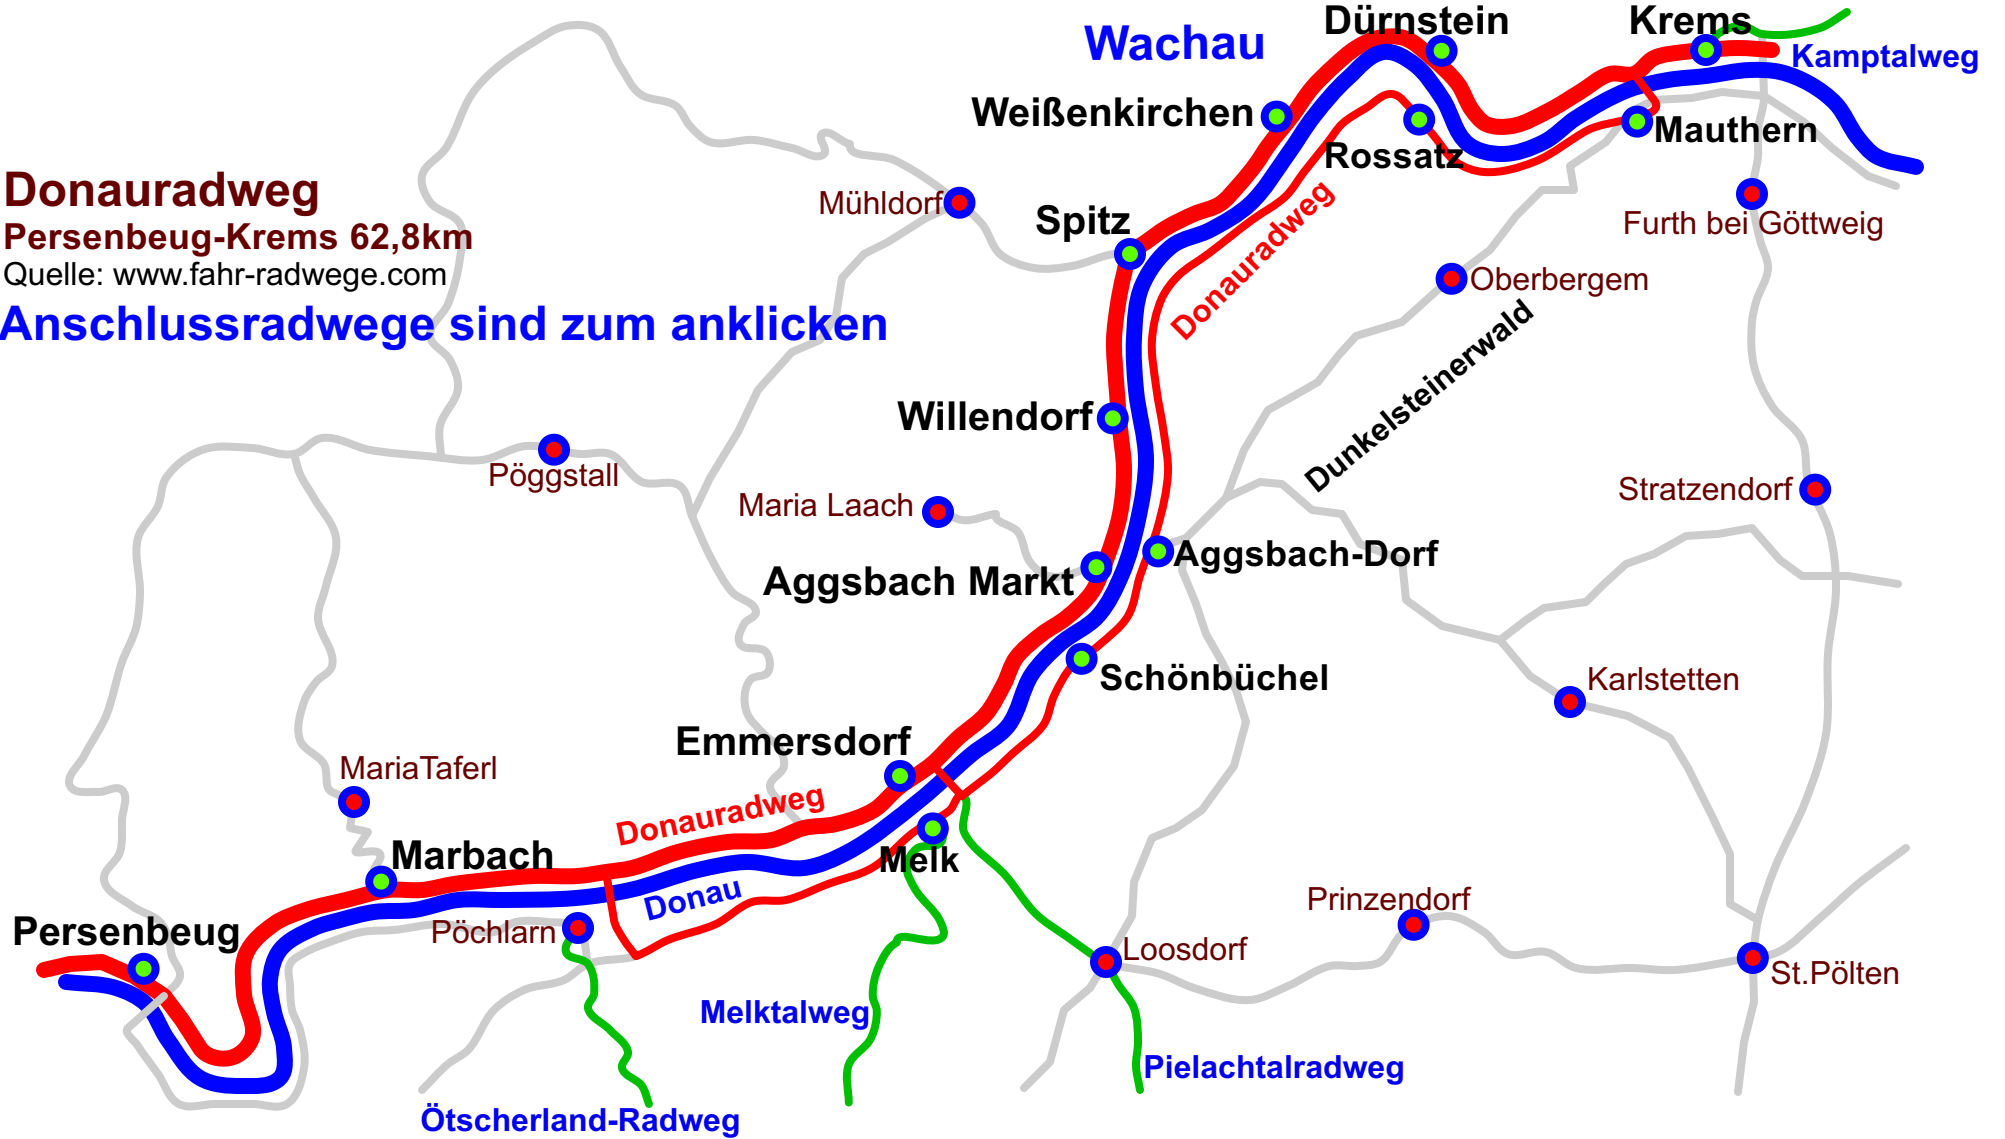 Dürnstein
Krems
Wachau
Kamptalweg
Weißenkirchen
Mauthern
Rossatz
Donauradweg
Persenbeug-Krems 62,8km
Quelle: www.fahr-radwege.com
Anschlussradwege sind zum anklicken
Mühldorf
Spitz
Donauradweg
Furth bei Göttweig
Oberbergern
Dunkelsteinerwald
Willendorf
Pöggstall
Maria Laach
Stratzendorf
Aggsbach Markt
Aggsbach-Dorf
Schönbüchel
Karlstetten
Emmersdorf
MariaTaferl
Donauradweg
Marbach
Melk
Donau
Prinzendorf
Persenbeug
Pöchlarn
Loosdorf
St.Pölten
Melktalweg
Pielachtalradweg
Ötscherland-Radweg